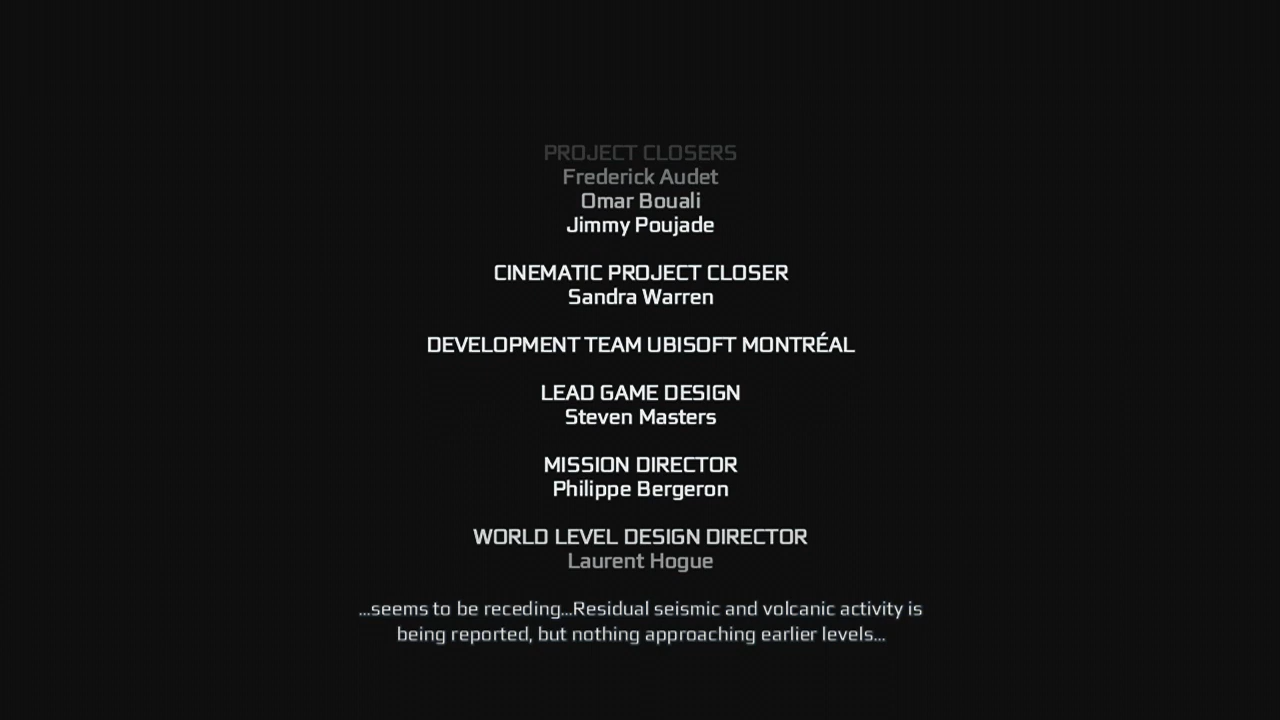 PROJECT CLOSERS
Frederick Audet
Omar Bouali
Jimmy Poujade
CINEMATIC PROJECT CLOSER
Sandra Warren
DEVELOPMENT TEAM UBISOFT MONTRÉAL
LEAD GAME DESIGN
Steven Masters
MISSION DIRECTOR
Philippe Bergeron
WORLD LEVEL DESIGN DIRECTOR
Laurent Hogue
...seems to be receding...Residual seismic and volcanic activity is
being reported, but nothing approaching earlier levels...